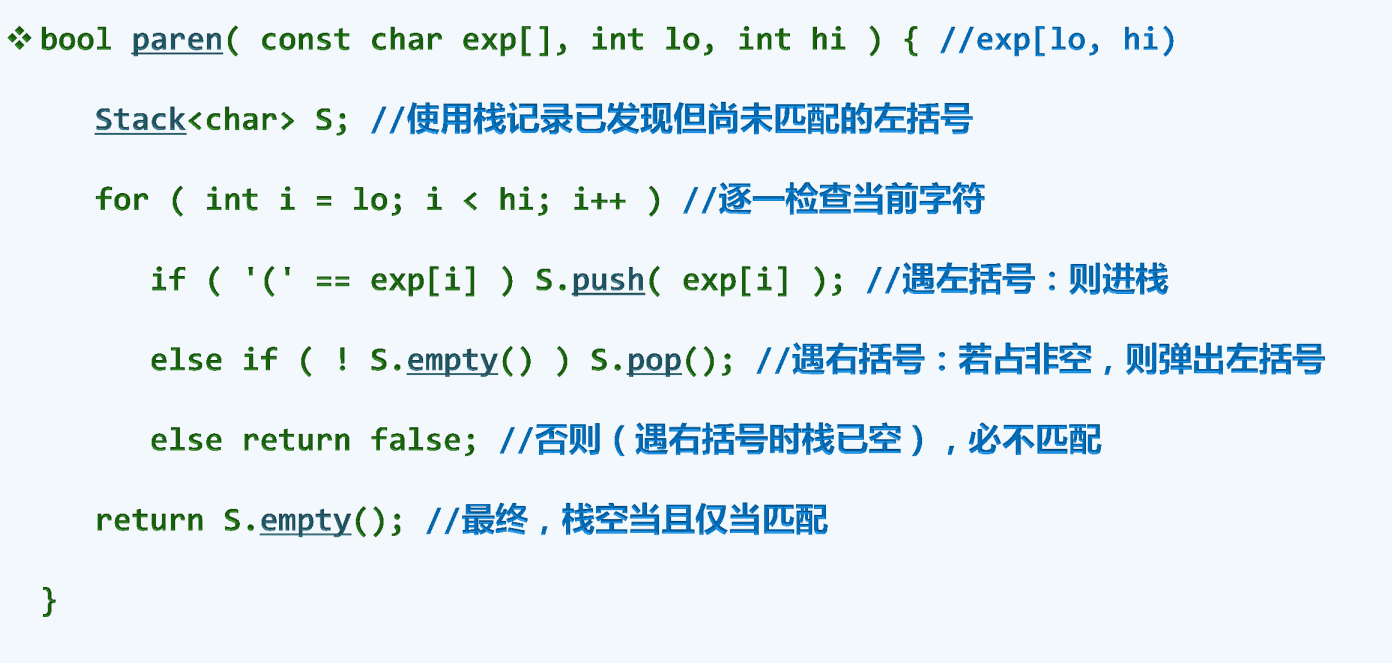 ❖bool paren( const char exp[], int lo, int hi ) { //exp[lo, hi)
Stack<char> S; //使用栈记录已发现但尚未匹配的左括号
for ( int i = lo; i < hi; i++ ) //逐一检查当前字符
if ( '(' == exp[i] ) S.push( exp[i] ); //遇左括号：则进栈
else if ( ! S.empty() ) S.pop(); //遇右括号：若占非空，则弹出左括号
else return false; //否则（遇右括号时栈已空），必不匹配
return S.empty(); //最终，栈空当且仅当匹配
}